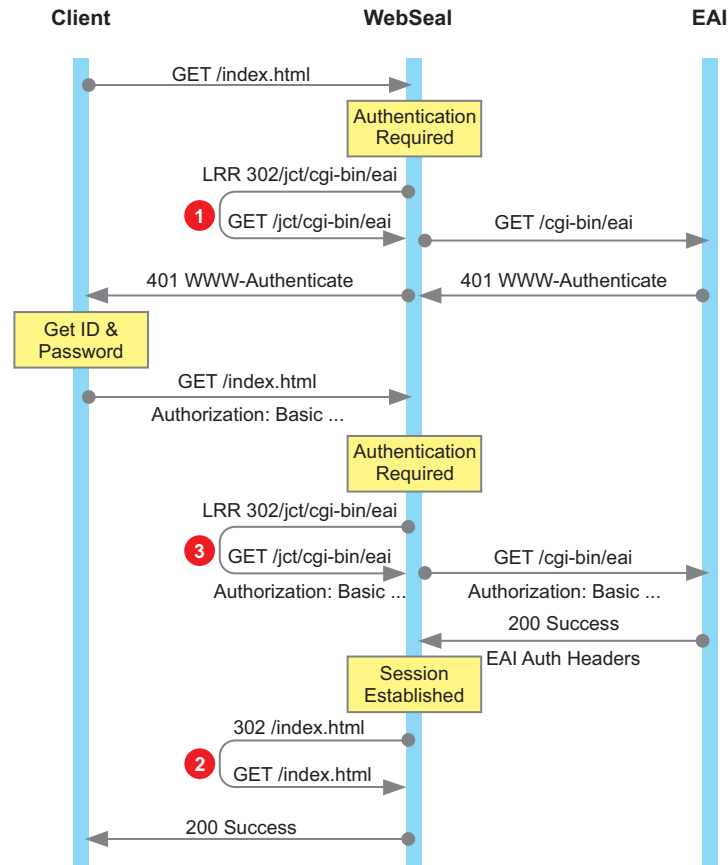 Client
WebSeal
EAI
GET /index.html
Authentication
Required
LRR 302/jct/cgi-bin/eai
1
GET /jct/cgi-bin/eai
GET /cgi-bin/eai
401 WWW-Authenticate
401 WWW-Authenticate
Get ID &
Password
GET /index.html
Authorization: Basic ...
Authentication
Required
LRR 302/jct/cgi-bin/eai
3
GET /jct/cgi-bin/eai
GET /cgi-bin/eai
Authorization: Basic ...
Authorization: Basic ...
200 Success
EAI Auth Headers
Session
Established
302 /index.html
2
GET /index.html
200 Success